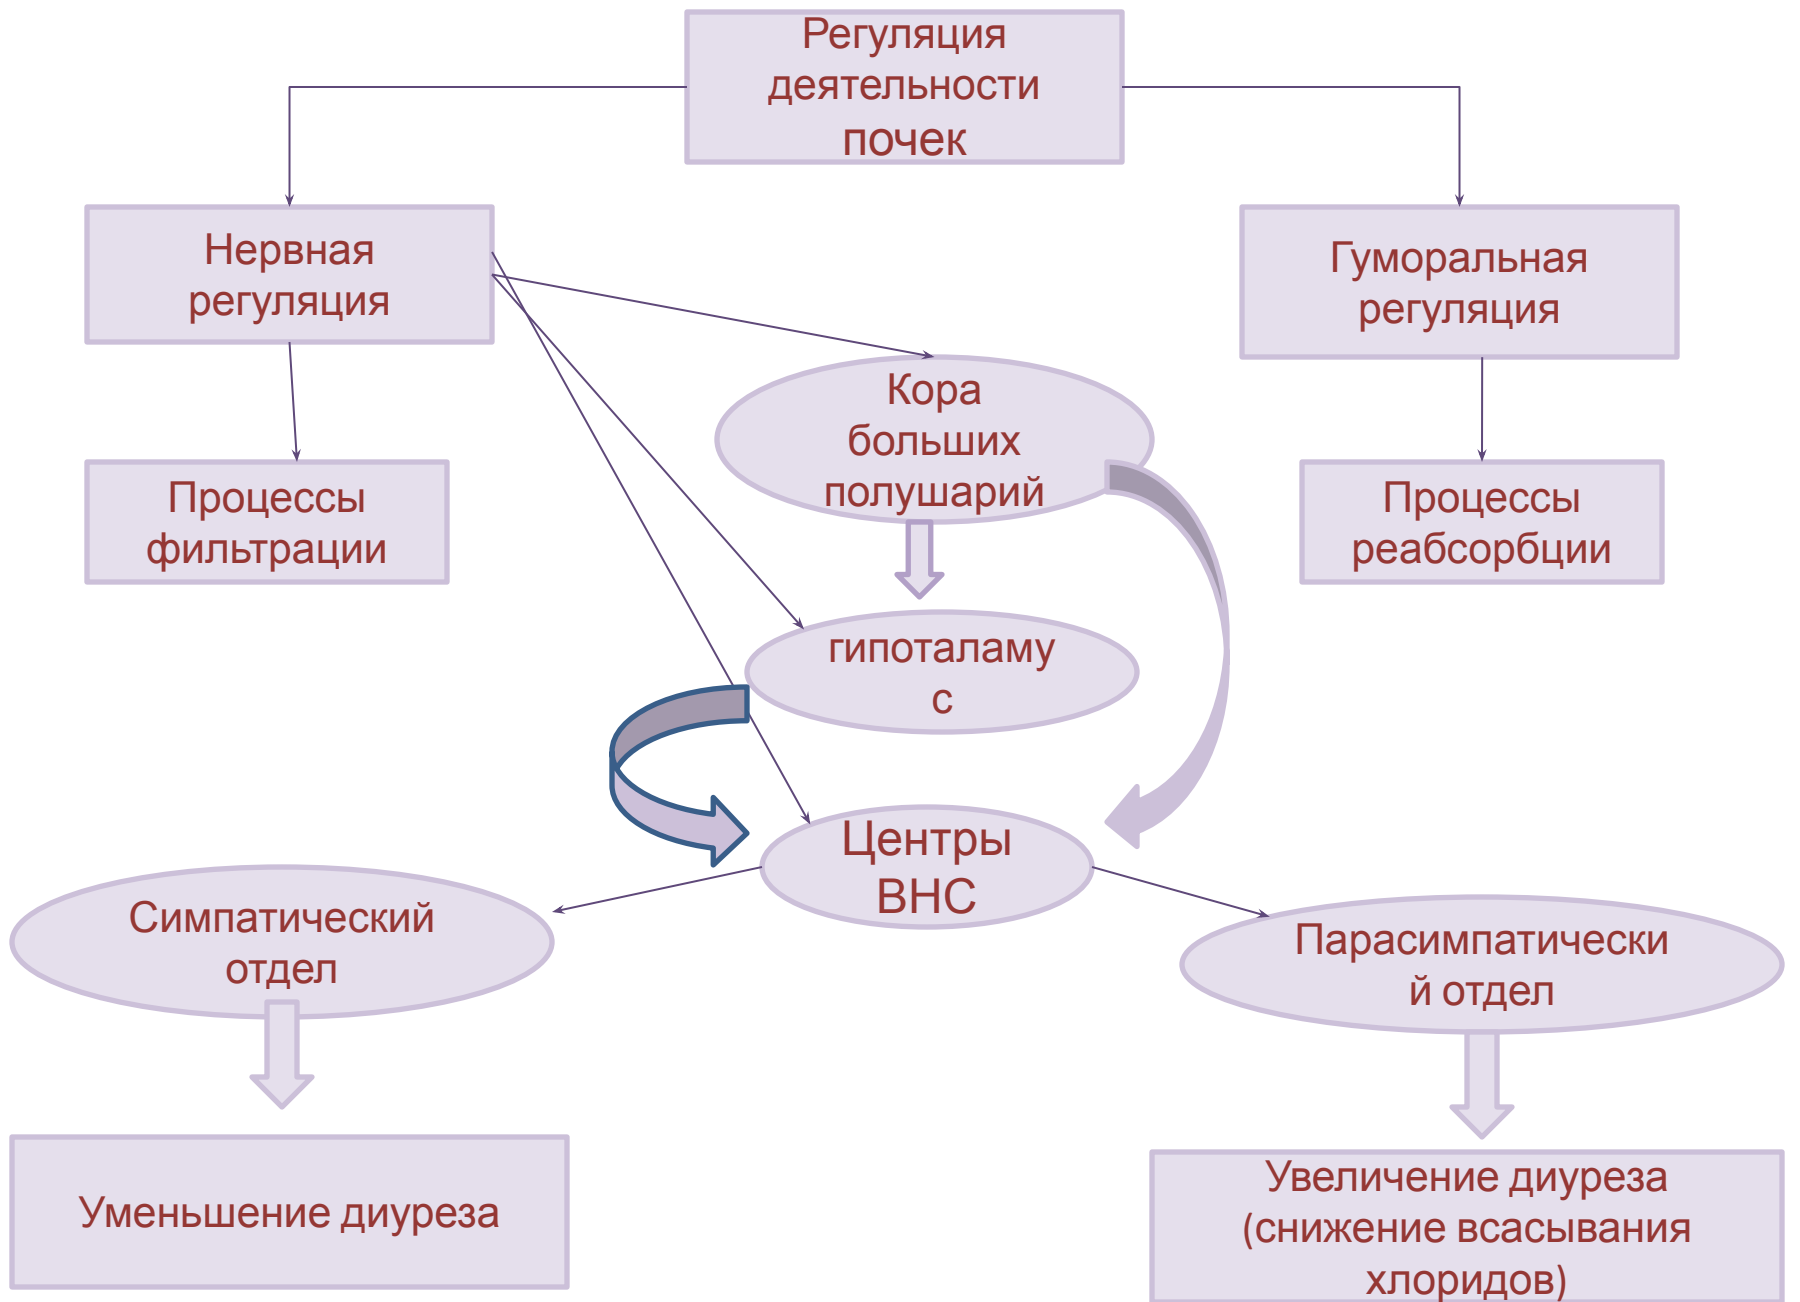 Регуляция
деятельности
почек
Нервная
регуляция
Гуморальная
регуляция
Кора
больших
полушарий
Процессы
фильтрации
Процессы
реабсорбции
гипоталаму
с
Центры
ВНС
Симпатический
отдел
Парасимпатически
й отдел
Уменьшение диуреза
Увеличение диуреза
(снижение всасывания
хлоридов)